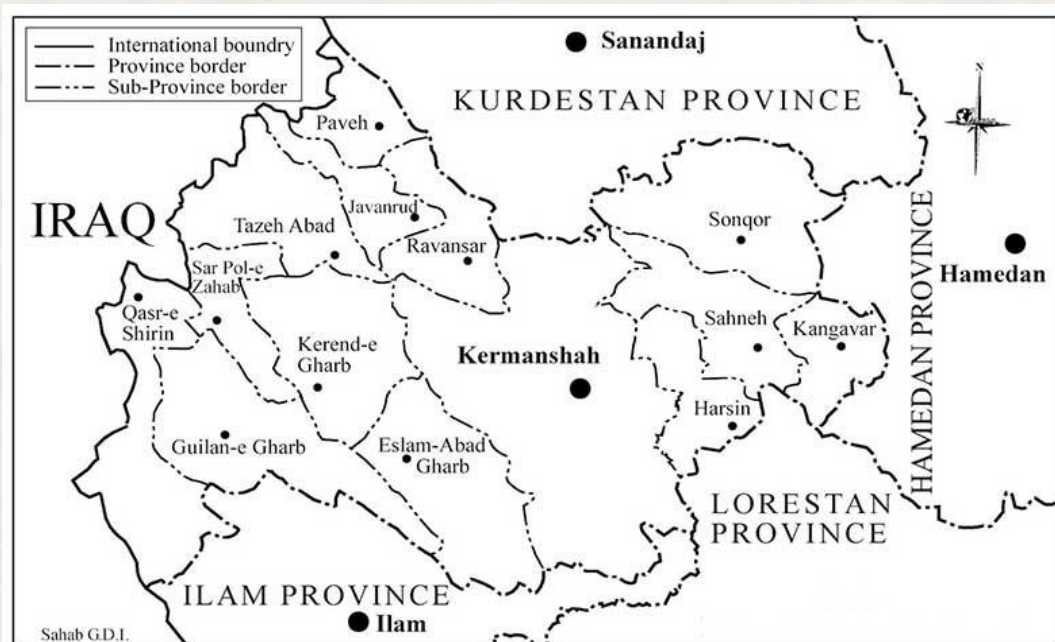 International boundry
Province border
Sub-Province border
Sanandaj
KURDESTAN PROVINCE
N
Paveh
IRAQ
Javanrud
Tazeh Abad
Ravansar
Sonqor
Hamedan
HAMEDAN PROVINCE
Sar Pol-e
Zahab
Qasr-e
Shirin
Kerend-e
Gharb
Kermanshah
Sahneh
Kangavar
Harsin
Guilan-e Gharb
Eslam-Abad
Gharb
LORESTAN
PROVINCE
ILAM PROVINCE
Ilam
Sahab G.D.I.